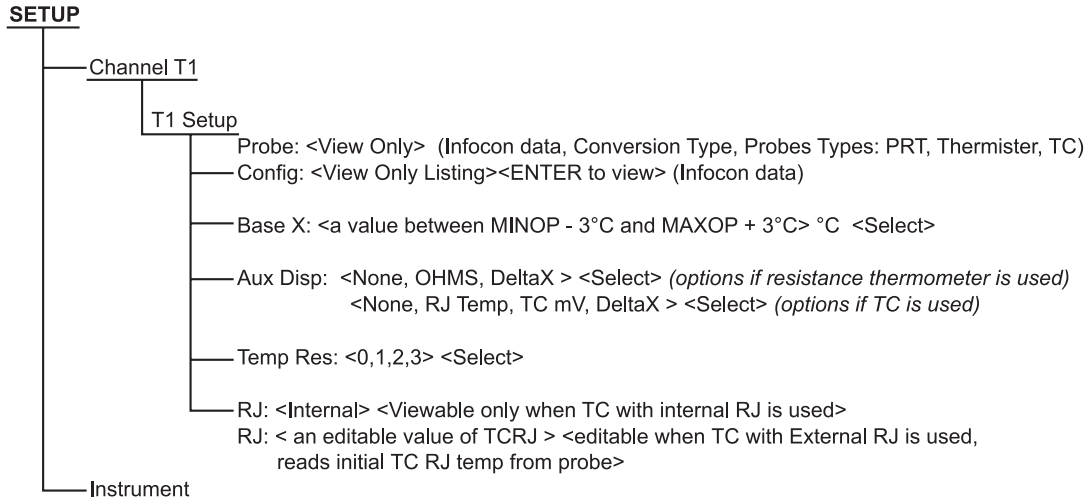 SETUP
Channel T1
T1 Setup
Probe: <View Only> (Infocon data, Conversion Type, Probes Types: PRT, Thermister, TC)
Config: <View Only Listing><ENTER to view> (Infocon data)
Base X: <a value between MINOP - 3°C and MAXOP + 3°C> °C <Select>
Aux Disp: <None, OHMS, DeltaX > <Select> (options if resistance thermometer is used)
<None, RJ Temp, TC mV, DeltaX > <Select> (options if TC is used)
Temp Res: <0,1,2,3> <Select>
RJ: <Internal> <Viewable only when TC with internal RJ is used>
RJ: < an editable value of TCRJ > <editable when TC with External RJ is used,
reads initial TC RJ temp from probe>
Instrument